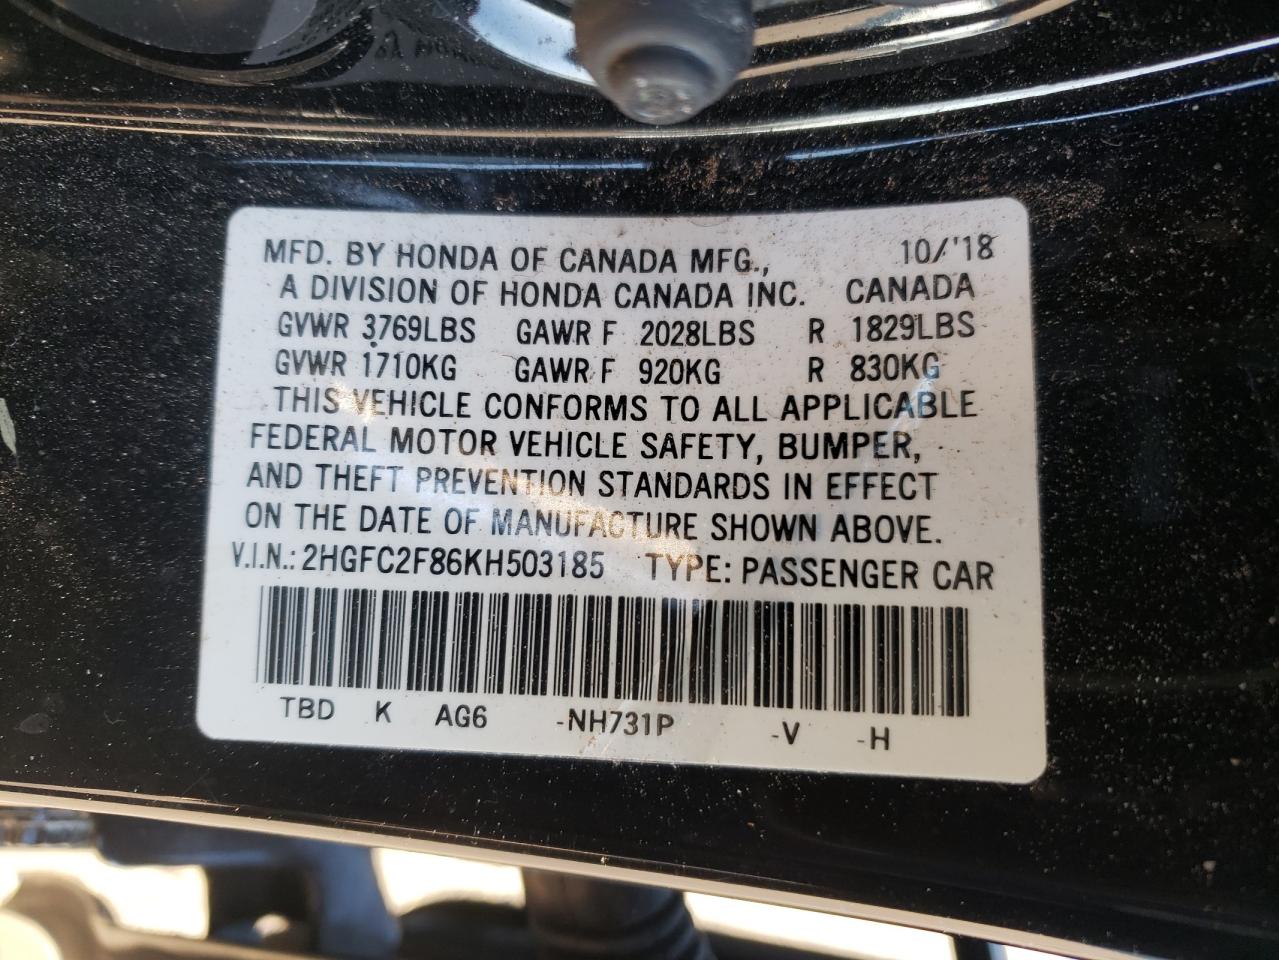 MFD. BY HONDA OF CANADA MFG., 10/'18
A DIVISION OF HONDA CANADA INC. CANADA
GVWR 3769LBS GAWR F 2028LBS R 1829LBS
GVWR 1710KG GAWR F 920KG R 830KG
THIS VEHICLE CONFORMS TO ALL APPLICABLE
FEDERAL MOTOR VEHICLE SAFETY, BUMPER,
AND THEFT PREVENTION STANDARDS IN EFFECT
ON THE DATE OF MANUFACTURE SHOWN ABOVE.
V.I.N.: 2HGFC2F86KH503185 TYPE: PASSENGER CAR
TBD K AG6 -NH731P -V -H